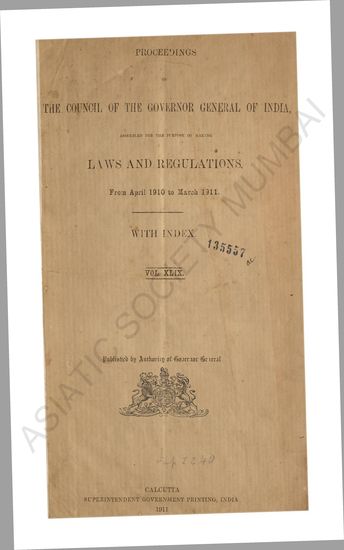 PROCEEDINGS
OF
THE COUNCIL OF THE GOVERNOR GENERAL OF INDIA,
ASSEMBLED FOR THE PURPOSE OF MAKING
LAWS AND REGULATIONS,
From April 1910 to March 1911.
WITH INDEX.
135557
VOL. XLIX.
Published by Authority of Governor General
CALCUTTA
SUPERINTENDENT GOVERNMENT PRINTING, INDIA
1911
ASIATIC SOCIETY MUMBAI